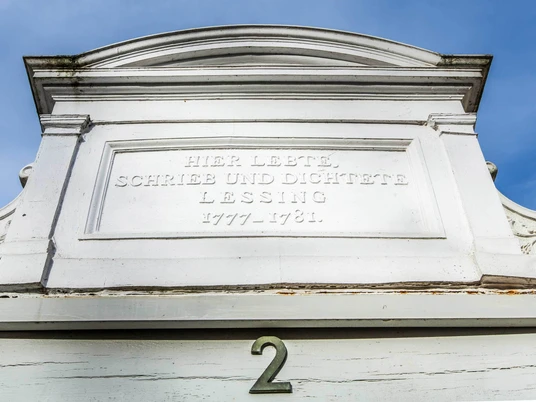 HIER LEBTE,
SCHRIEB UND DICHTETE
LESSING
1777-1781.
2